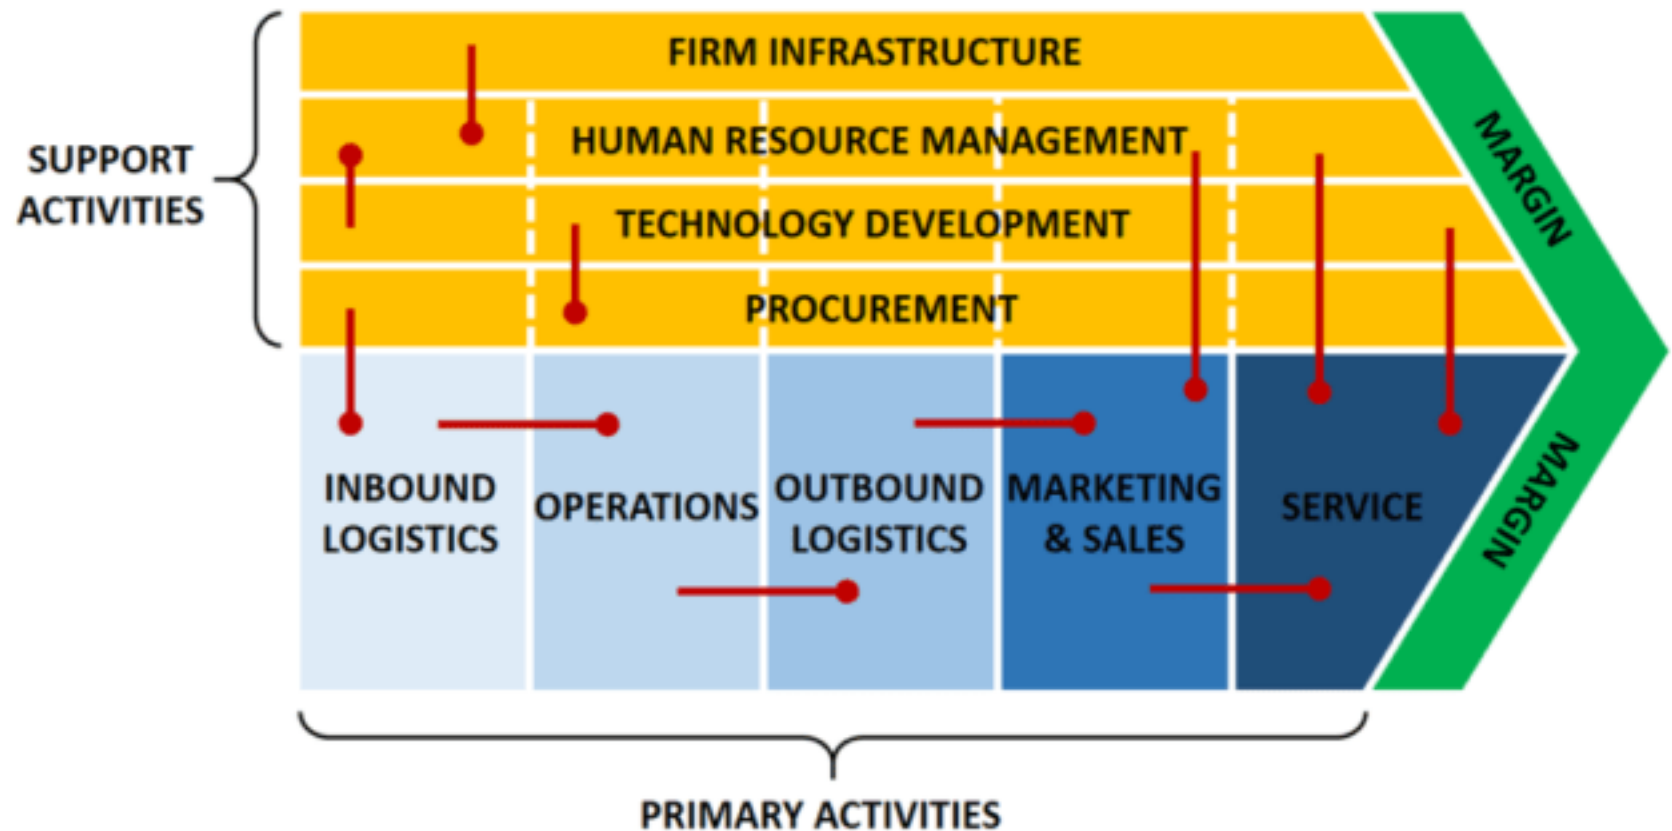 FIRM INFRASTRUCTURE
HUMAN RESOURCE MANAGEMENT
TECHNOLOGY DEVELOPMENT
PROCUREMENT
SUPPORT
ACTIVITIES
MARGIN
INBOUND
LOGISTICS
OPERATIONS
OUTBOUND
LOGISTICS
MARKETING
& SALES
SERVICE
MARGIN
PRIMARY ACTIVITIES